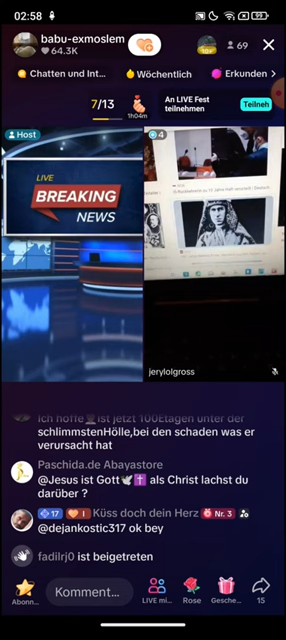 02:58
99
babu-exmoslem
64.3K
69
Chatten und Int...
Wöchentlich
Erkunden
7/13
1h04m
An LIVE Fest
teilnehmen
Teilneh
Host
4
LIVE
BREAKING
NEWS
jerylolgross
Ich hoffe ist jetzt 100Etagen unter der
schlimmstenHölle,bei den schaden was er
verursacht hat
Paschida.de Abayastore
@Jesus ist Gott🕊️✝️ als Christ lachst du
darüber ?
17 I Küss doch dein Herz Nr. 3
@dejankostic317 ok bey
fadilrj0 ist beigetreten
Abonn...
Kommentar...
LIVE mi...
Rose
Gesche...
15